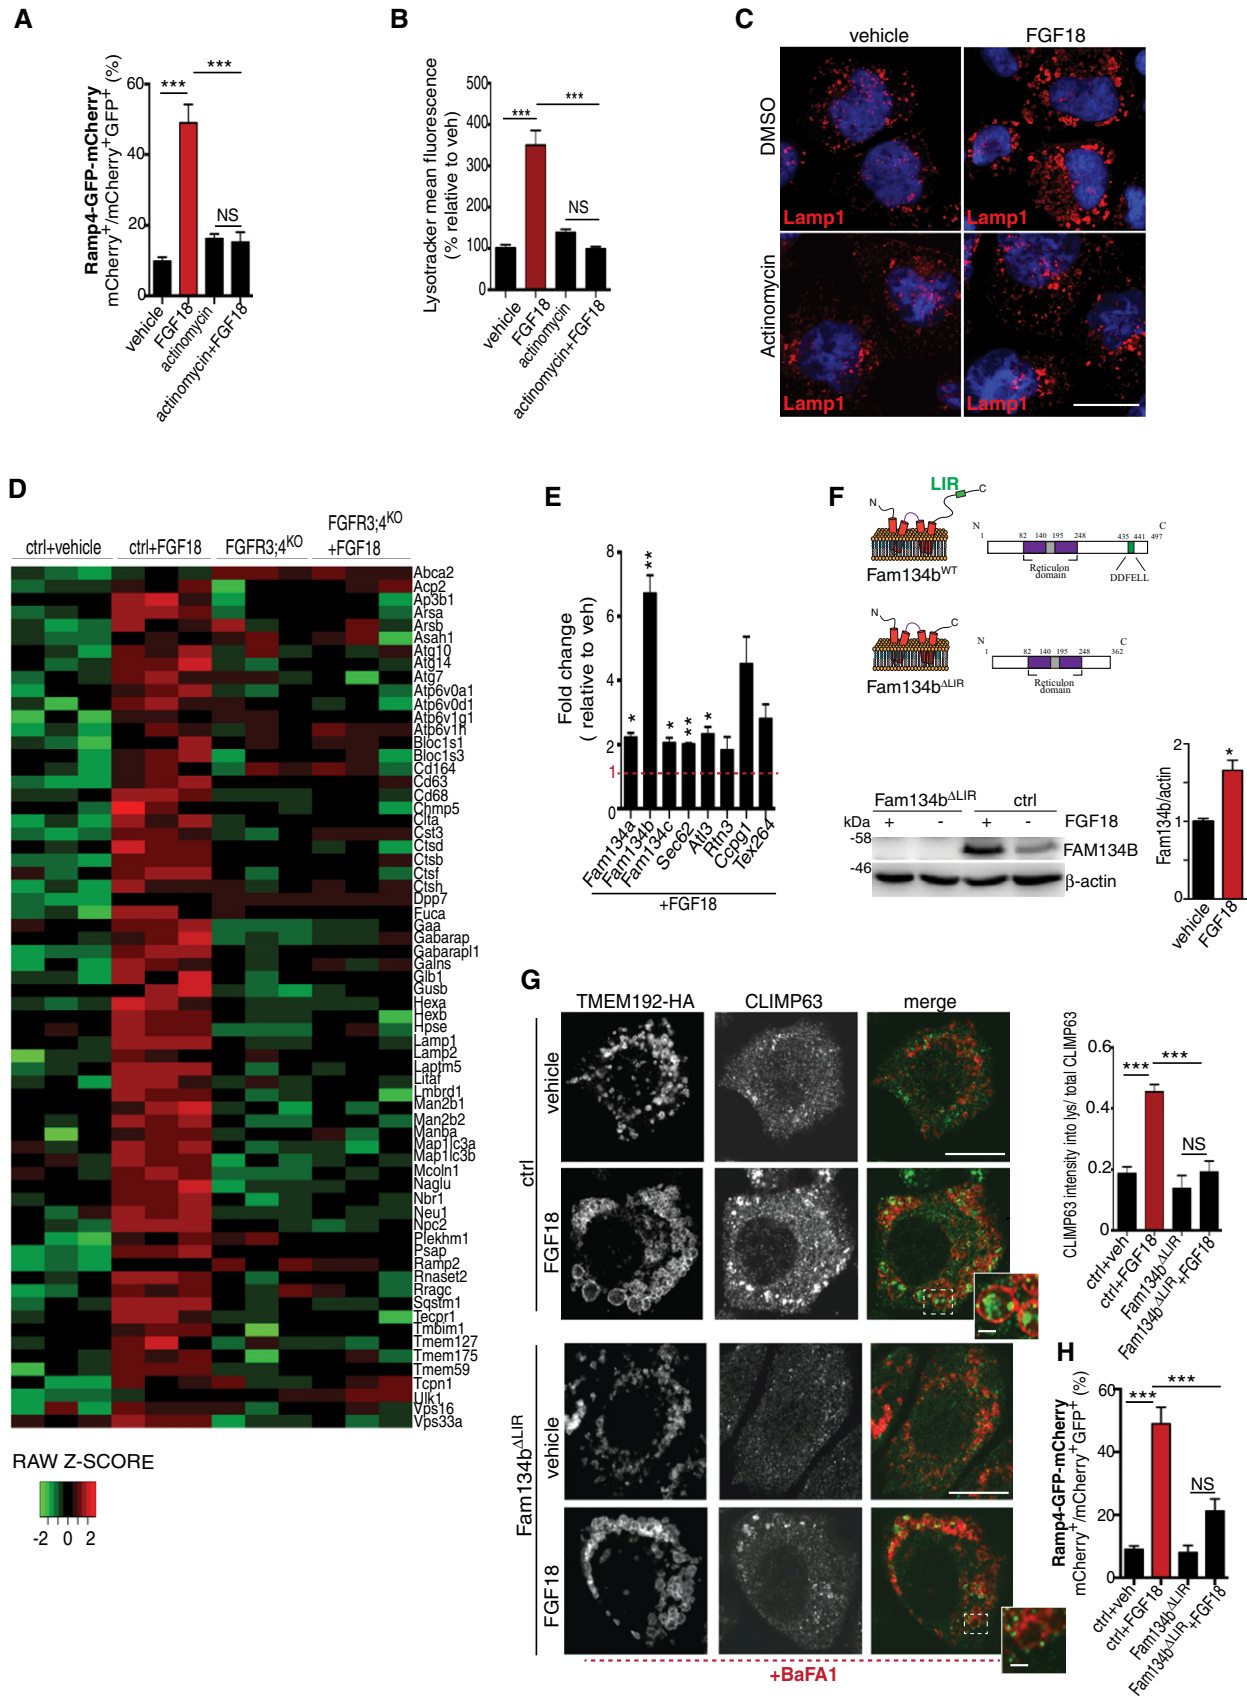 A
Ramp4-GFP-mCherry
mCherry+/mCherry+GFP+ (%)
60
40
20
0
***
***
NS
vehicle
FGF18
actinomycin
actinomycin+FGF18
B
Lysotracker mean fluorescence
(% relative to veh)
500
400
300
200
100
0
***
***
NS
vehicle
FGF18
actinomycin
actinomycin+FGF18
C
vehicle
FGF18
DMSO
Actinomycin
Lamp1
Lamp1
Lamp1
Lamp1
D
ctrl+vehicle
ctrl+FGF18
FGFR3;4KO
FGFR3;4KO
+FGF18
Abca2
Acp2
Ap3b1
Arsa
Arsb
Asah1
Atg10
Atg14
Atg7
Atp6v0a1
Atp6v0d1
Atp6v1g1
Atp6v1h
Bloc1s1
Bloc1s3
Cd164
Cd63
Cd68
Chmp5
Clta
Cst3
Ctsd
Ctsb
Ctsf
Ctsh
Dpp7
Fuca
Gaa
Gabarap
Gabarapl1
Galns
Glb1
Gusb
Hexa
Hexb
Hpse
Lamp1
Lamp2
Laptm5
Litaf
Lmbrd1
Man2b1
Man2b2
Manba
Map1lc3a
Map1lc3b
Mcoln1
Naglu
Nbr1
Neu1
Npc2
Plekhm1
Psap
Ramp2
Rnaset2
Rragc
Sqstm1
Tecpr1
Tmbim1
Tmem127
Tmem175
Tmem59
Tcpn1
Ulk1
Vps16
Vps33a
RAW Z-SCORE
-2 0 2
E
Fold change
( relative to veh)
8
6
4
2
1
0
*
**
*
**
*
Fam134a
Fam134b
Fam134c
Sec62
Atl3
Rtn3
Ccpg1
Tex264
+FGF18
F
LIR
N
C
Fam134bWT
N
C
1
82 140 195 248
435 441 497
Reticulon
domain
DDFELL
N
C
Fam134bΔLIR
N
C
1
82 140 195 248
362
Reticulon
domain
Fam134bΔLIR
ctrl
kDa
+ - + -
FGF18
-58
FAM134B
-46
β-actin
Fam134b/actin
2
1
0
*
vehicle
FGF18
G
TMEM192-HA
CLIMP63
merge
ctrl
vehicle
FGF18
Fam134bΔLIR
vehicle
FGF18
+BaFA1
CLIMP63 intensity into lys/ total CLIMP63
0.6
0.4
0.2
0
***
***
NS
ctrl+veh
ctrl+FGF18
Fam134bΔLIR
Fam134bΔLIR+FGF18
H
Ramp4-GFP-mCherry
mCherry+/mCherry+GFP+ (%)
60
40
20
0
***
***
NS
ctrl+veh
ctrl+FGF18
Fam134bΔLIR
Fam134bΔLIR+FGF18